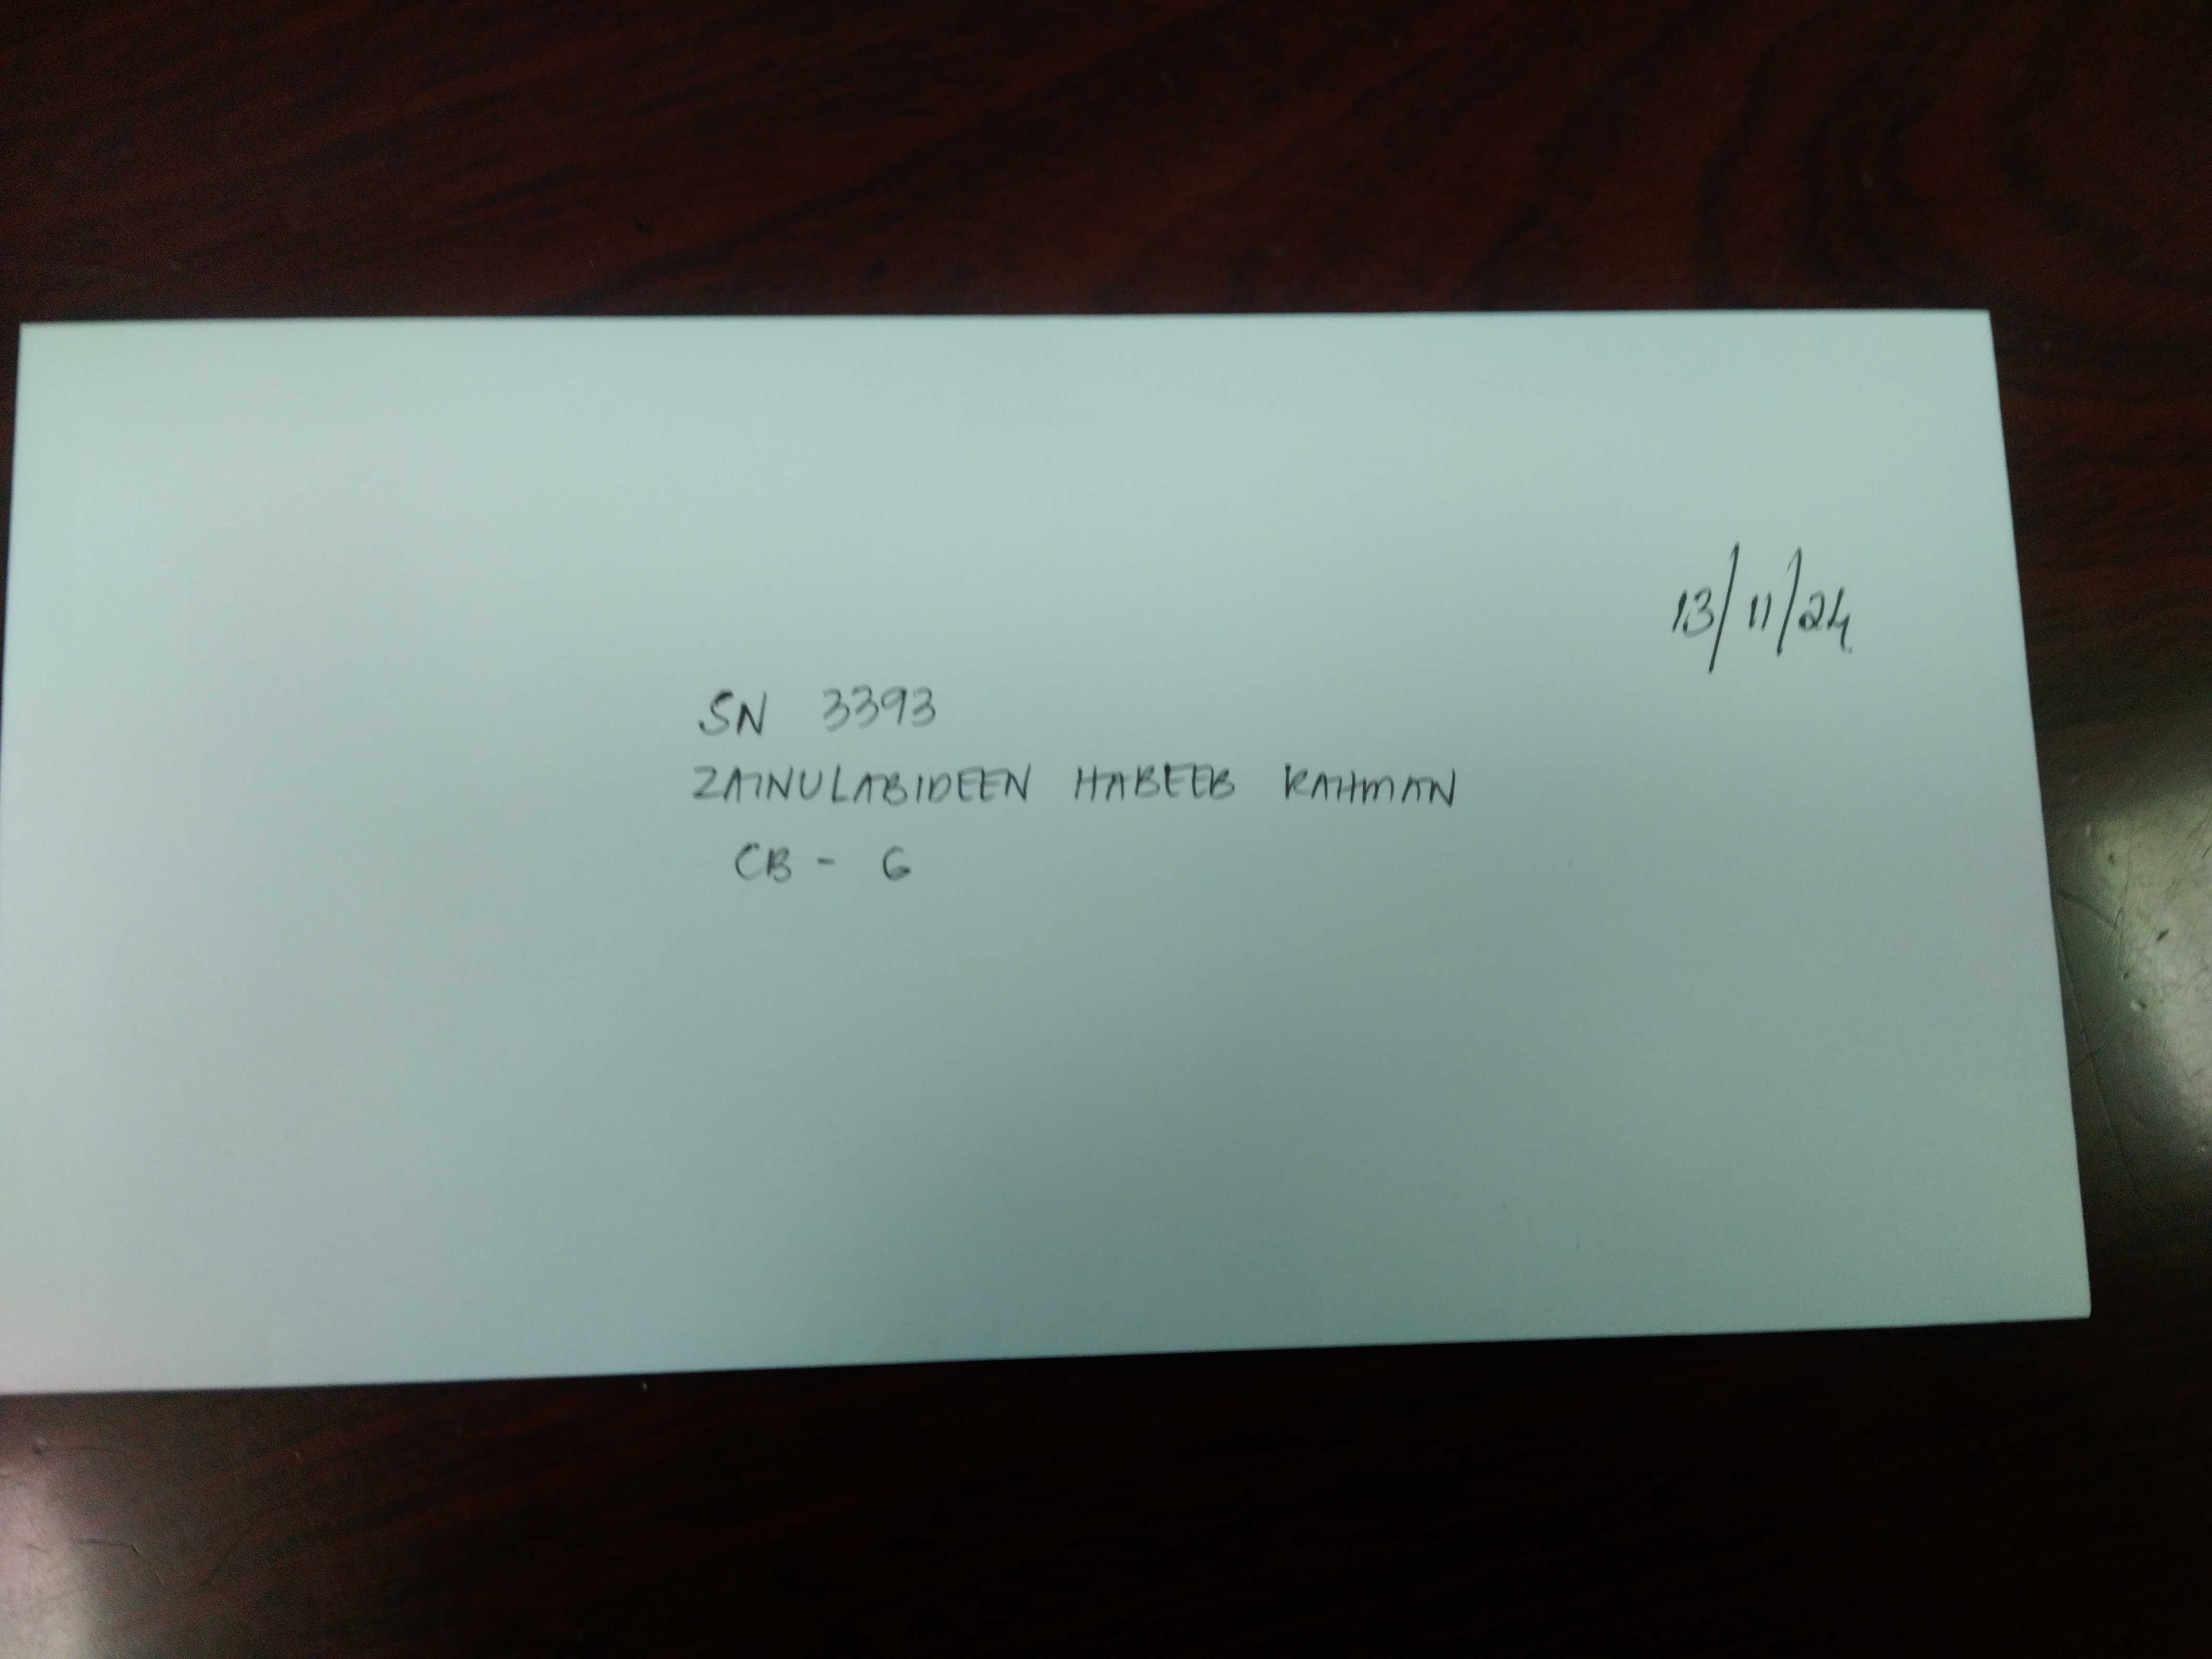 13/11/24
SN 3393
ZAINULABIDEEN HABEEB RAHMAN
CB - 6